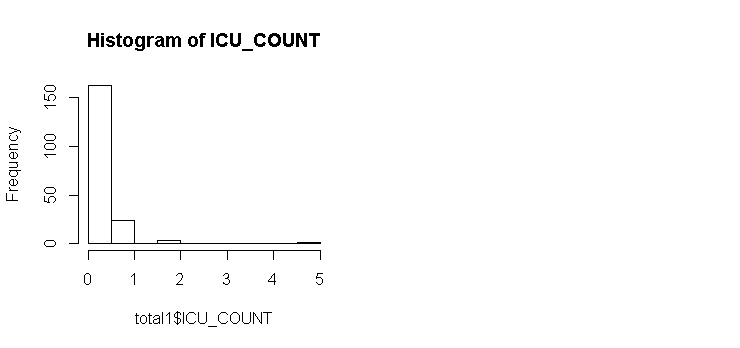 Histogram of ICU_COUNT
Frequency
150
100
50
0
0 1 2 3 4 5
total1$ICU_COUNT